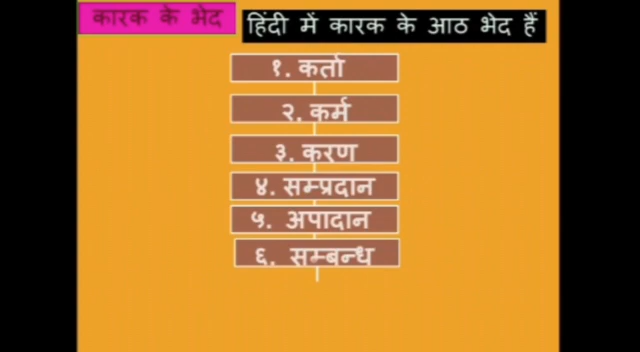 कारक के भेद
हिंदी में कारक के आठ भेद हैं
१. कर्ता
२. कर्म
३. करण
४. सम्प्रदान
५. अपादान
६. सम्बन्ध